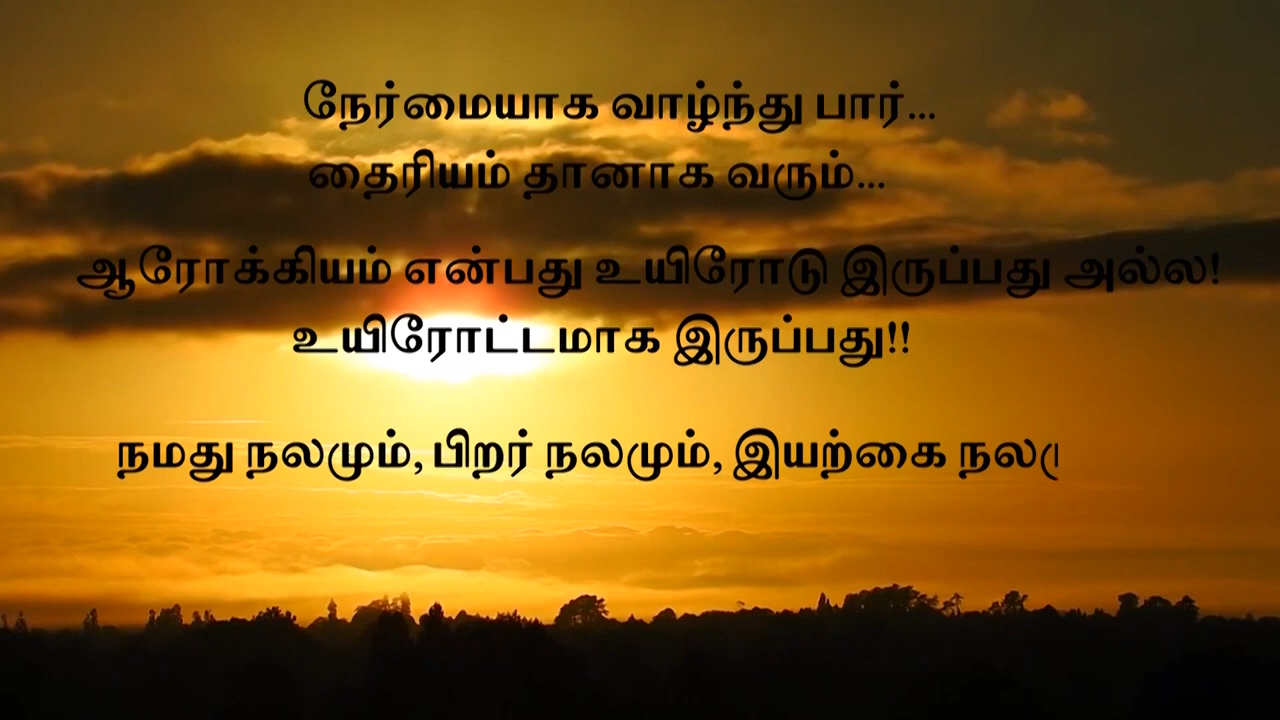 நேர்மையாக வாழ்ந்து பார்...
தைரியம் தானாக வரும்...
ஆரோக்கியம் என்பது உயிரோடு இருப்பது அல்ல!
உயிரோட்டமாக இருப்பது!!
நமது நலமும், பிறர் நலமும், இயற்கை